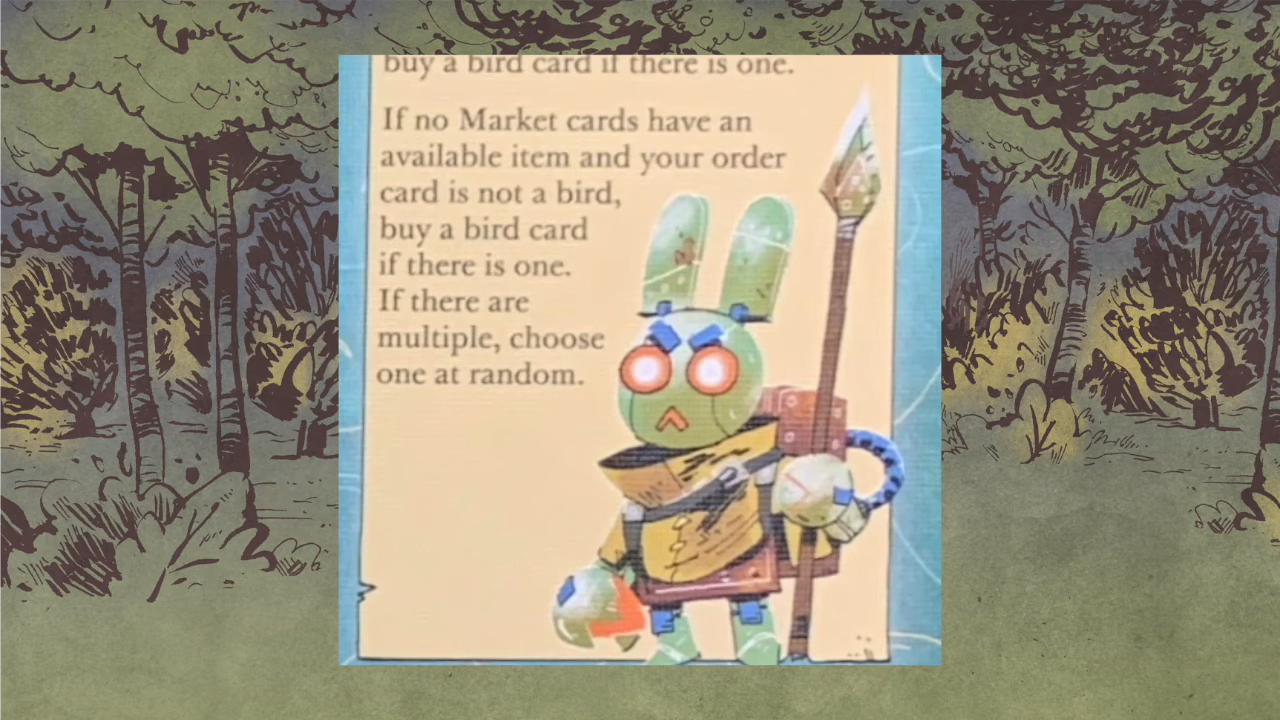 buy a bird card if there is one.
If no Market cards have an
available item and your order
card is not a bird,
buy a bird card
if there is one.
If there are
multiple, choose
one at random.